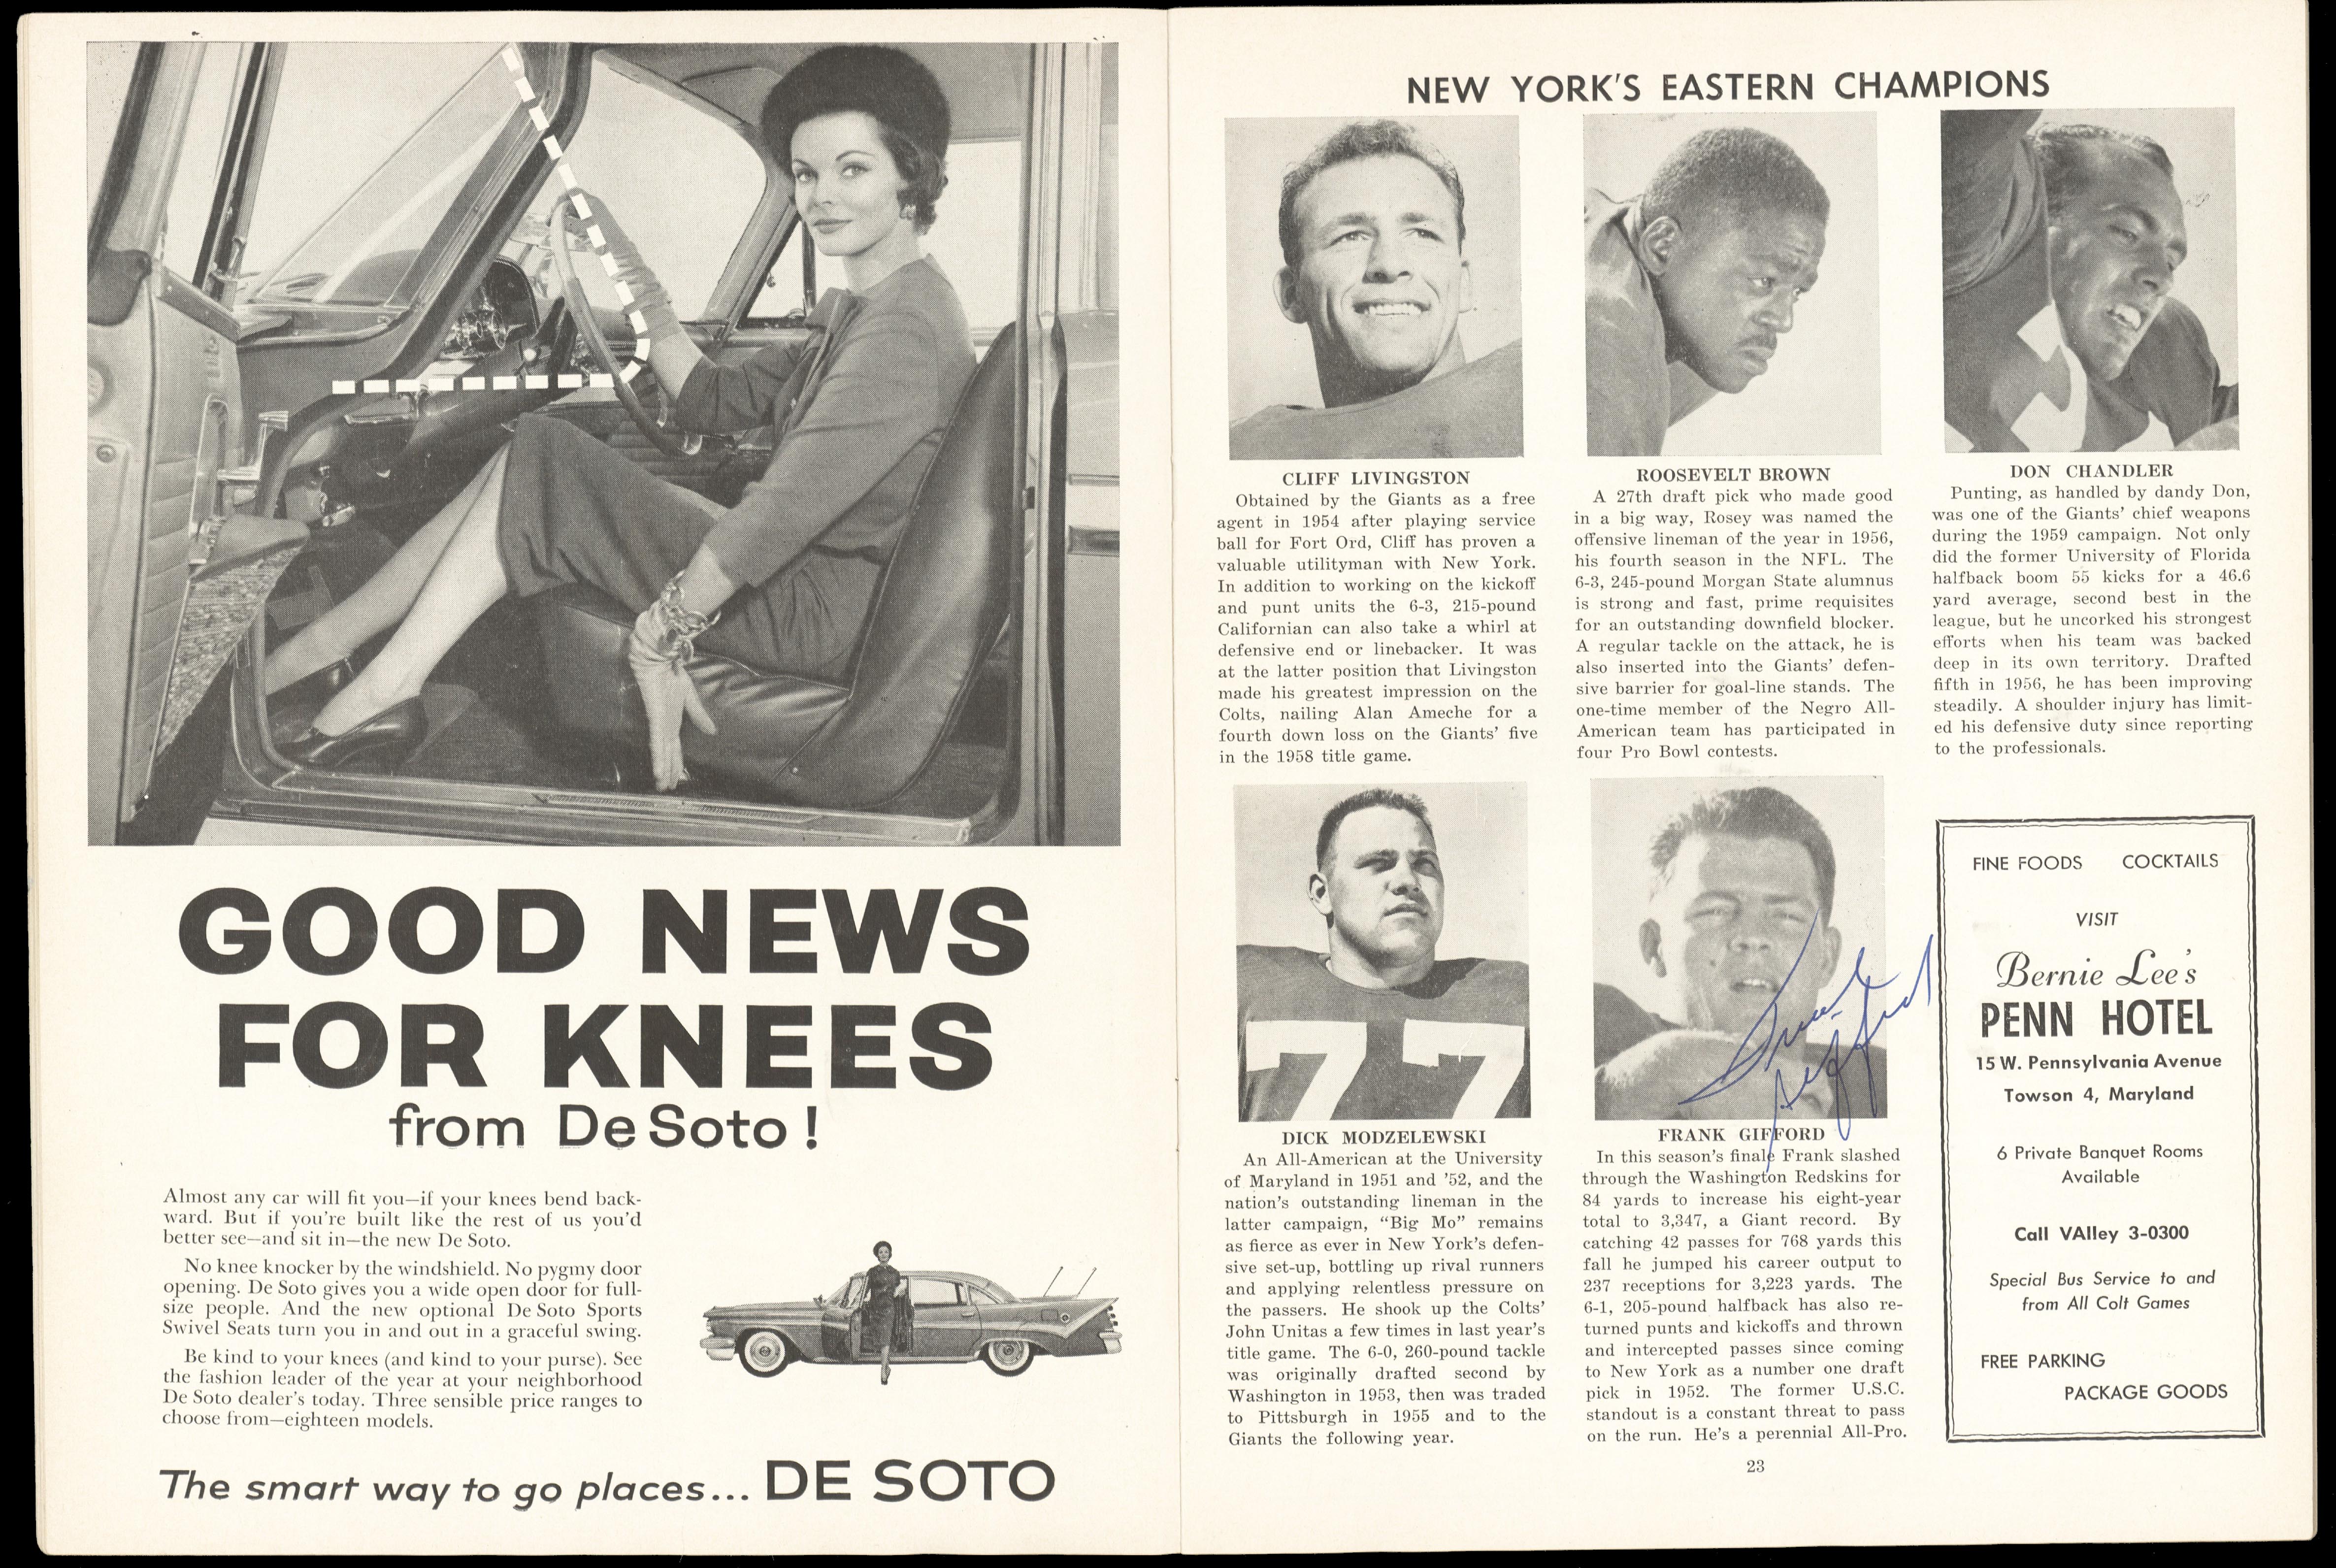 GOOD NEWS
FOR KNEES
from De Soto!
Almost any car will fit you—if your knees bend back-
ward. But if you're built like the rest of us you'd
better see—and sit in—the new De Soto.
No knee knocker by the windshield. No pygmy door
opening. De Soto gives you a wide open door for full-
size people. And the new optional De Soto Sports
Swivel Seats turn you in and out in a graceful swing.
Be kind to your knees (and kind to your purse). See
the fashion leader of the year at your neighborhood
De Soto dealer's today. Three sensible price ranges to
choose from—eighteen models.
The smart way to go places... DE SOTO
NEW YORK'S EASTERN CHAMPIONS
CLIFF LIVINGSTON
Obtained by the Giants as a free
agent in 1954 after playing service
ball for Fort Ord, Cliff has proven a
valuable utilityman with New York.
In addition to working on the kickoff
and punt units the 6-3, 215-pound
Californian can also take a whirl at
defensive end or linebacker. It was
at the latter position that Livingston
made his greatest impression on the
Colts, nailing Alan Ameche for a
fourth down loss on the Giants' five
in the 1958 title game.
ROOSEVELT BROWN
A 27th draft pick who made good
in a big way, Rosey was named the
offensive lineman of the year in 1956,
his fourth season in the NFL. The
6-3, 245-pound Morgan State alumnus
is strong and fast, prime requisites
for an outstanding downfield blocker.
A regular tackle on the attack, he is
also inserted into the Giants' defen-
sive barrier for goal-line stands. The
one-time member of the Negro All-
American team has participated in
four Pro Bowl contests.
DON CHANDLER
Punting, as handled by dandy Don,
was one of the Giants' chief weapons
during the 1959 campaign. Not only
did the former University of Florida
halfback boom 55 kicks for a 46.6
yard average, second best in the
league, but he uncorked his strongest
efforts when his team was backed
deep in its own territory. Drafted
fifth in 1956, he has been improving
steadily. A shoulder injury has limit-
ed his defensive duty since reporting
to the professionals.
77
DICK MODZELEWSKI
An All-American at the University
of Maryland in 1951 and '52, and the
nation's outstanding lineman in the
latter campaign, "Big Mo" remains
as fierce as ever in New York's defen-
sive set-up, bottling up rival runners
and applying relentless pressure on
the passers. He shook up the Colts'
John Unitas a few times in last year's
title game. The 6-0, 260-pound tackle
was originally drafted second by
Washington in 1953, then was traded
to Pittsburgh in 1955 and to the
Giants the following year.
Frank
Gifford
FRANK GIFFORD
In this season's finale Frank slashed
through the Washington Redskins for
84 yards to increase his eight-year
total to 3,347, a Giant record. By
catching 42 passes for 768 yards this
fall he jumped his career output to
237 receptions for 3,223 yards. The
6-1, 205-pound halfback has also re-
turned punts and kickoffs and thrown
and intercepted passes since coming
to New York as a number one draft
pick in 1952. The former U.S.C.
standout is a constant threat to pass
on the run. He's a perennial All-Pro.
FINE FOODS COCKTAILS
VISIT
Bernie Lee's
PENN HOTEL
15 W. Pennsylvania Avenue
Towson 4, Maryland
6 Private Banquet Rooms
Available
Call VAlley 3-0300
Special Bus Service to and
from All Colt Games
FREE PARKING
PACKAGE GOODS
23